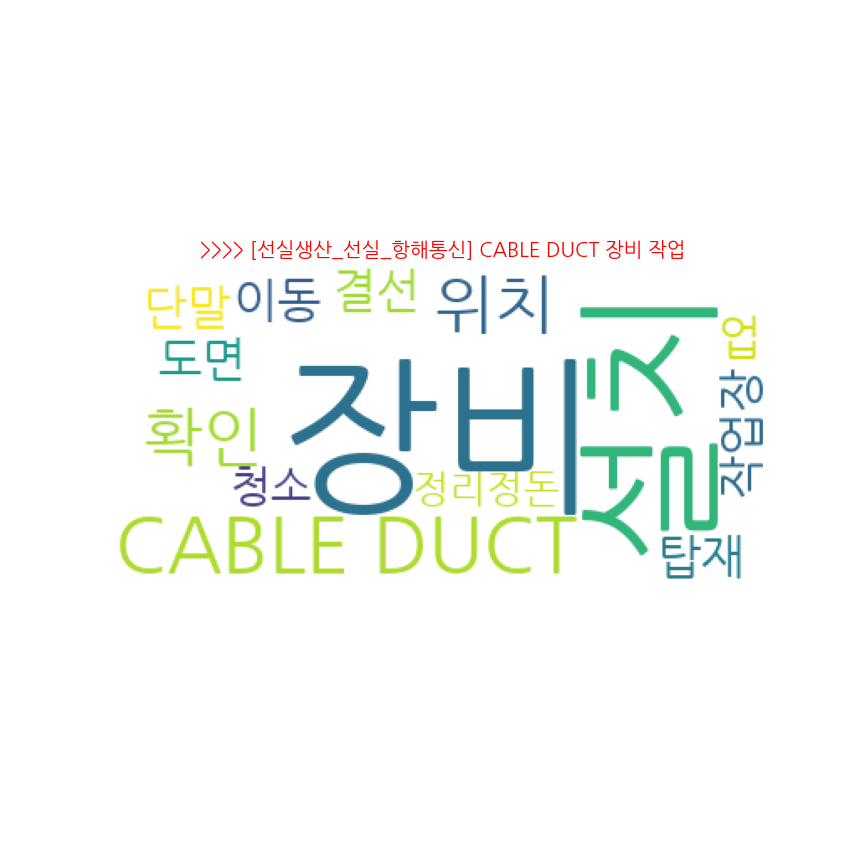 >>>> [선실생산_선실_항해통신] CABLE DUCT 장비 작업
단말
이동
결선
위치
설치
업
도면
장비
작업장
확인
청소
정리정돈
CABLE DUCT
탑재